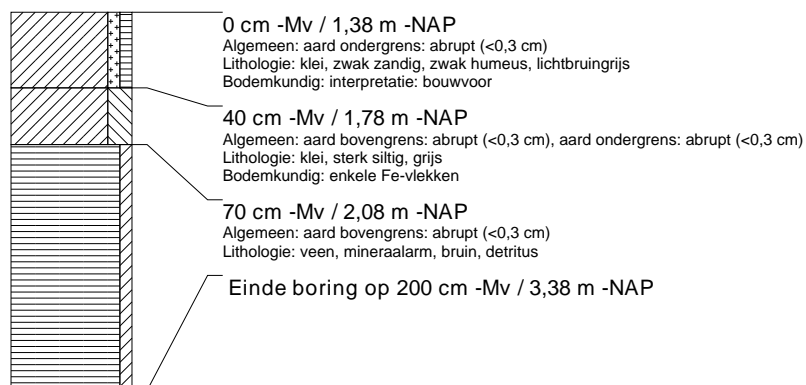 0 cm -Mv / 1,38 m -NAP
Algemeen: aard ondergrens: abrupt (<0,3 cm)
Lithologie: klei, zwak zandig, zwak humeus, lichtbruingrijs
Bodemkundig: interpretatie: bouwvoor
40 cm -Mv / 1,78 m -NAP
Algemeen: aard bovengrens: abrupt (<0,3 cm), aard ondergrens: abrupt (<0,3 cm)
Lithologie: klei, sterk siltig, grijs
Bodemkundig: enkele Fe-vlekken
70 cm -Mv / 2,08 m -NAP
Algemeen: aard bovengrens: abrupt (<0,3 cm)
Lithologie: veen, mineraalarm, bruin, detritus
Einde boring op 200 cm -Mv / 3,38 m -NAP